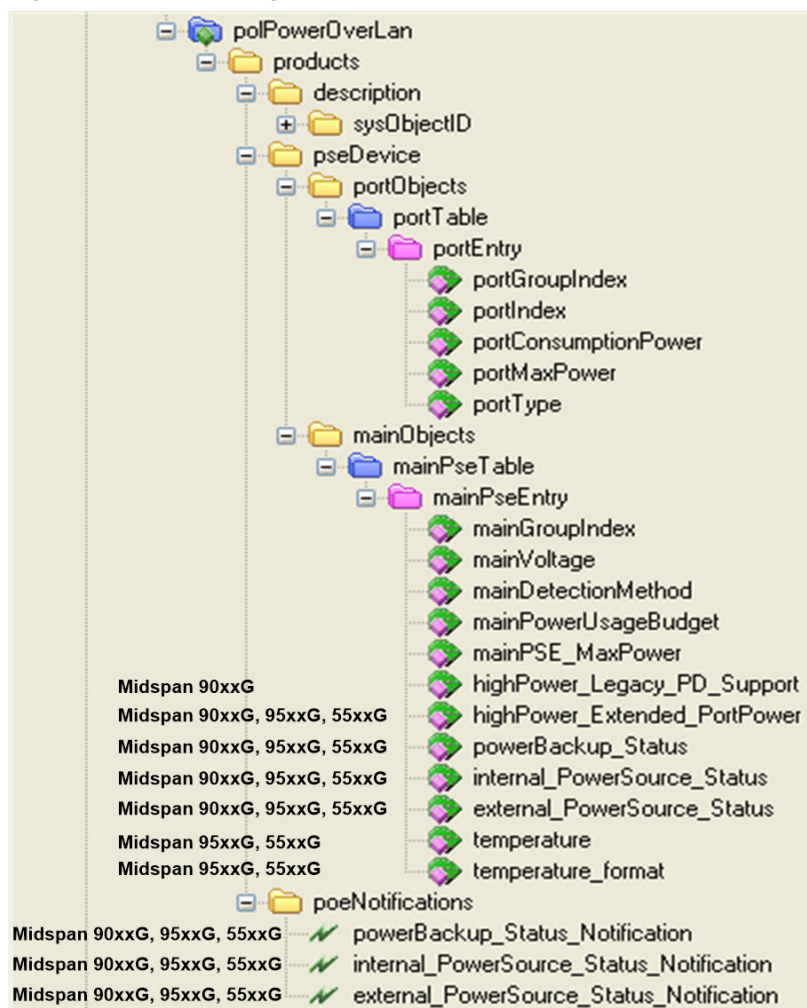 polPowerOverLan
products
description
sysObjectID
pseDevice
portObjects
portTable
portEntry
portGroupIndex
portIndex
portConsumptionPower
portMaxPower
portType
mainObjects
mainPseTable
mainPseEntry
mainGroupIndex
mainVoltage
mainDetectionMethod
mainPowerUsageBudget
mainPSE_MaxPower
Midspan 90xxG highPower_Legacy_PD_Support
Midspan 90xxG, 95xxG, 55xxG highPower_Extended_PortPower
Midspan 90xxG, 95xxG, 55xxG powerBackup_Status
Midspan 90xxG, 95xxG, 55xxG internal_PowerSource_Status
Midspan 90xxG, 95xxG, 55xxG external_PowerSource_Status
Midspan 95xxG, 55xxG temperature
Midspan 95xxG, 55xxG temperature_format
poeNotifications
Midspan 90xxG, 95xxG, 55xxG powerBackup_Status_Notification
Midspan 90xxG, 95xxG, 55xxG internal_PowerSource_Status_Notification
Midspan 90xxG, 95xxG, 55xxG external_PowerSource_Status_Notification